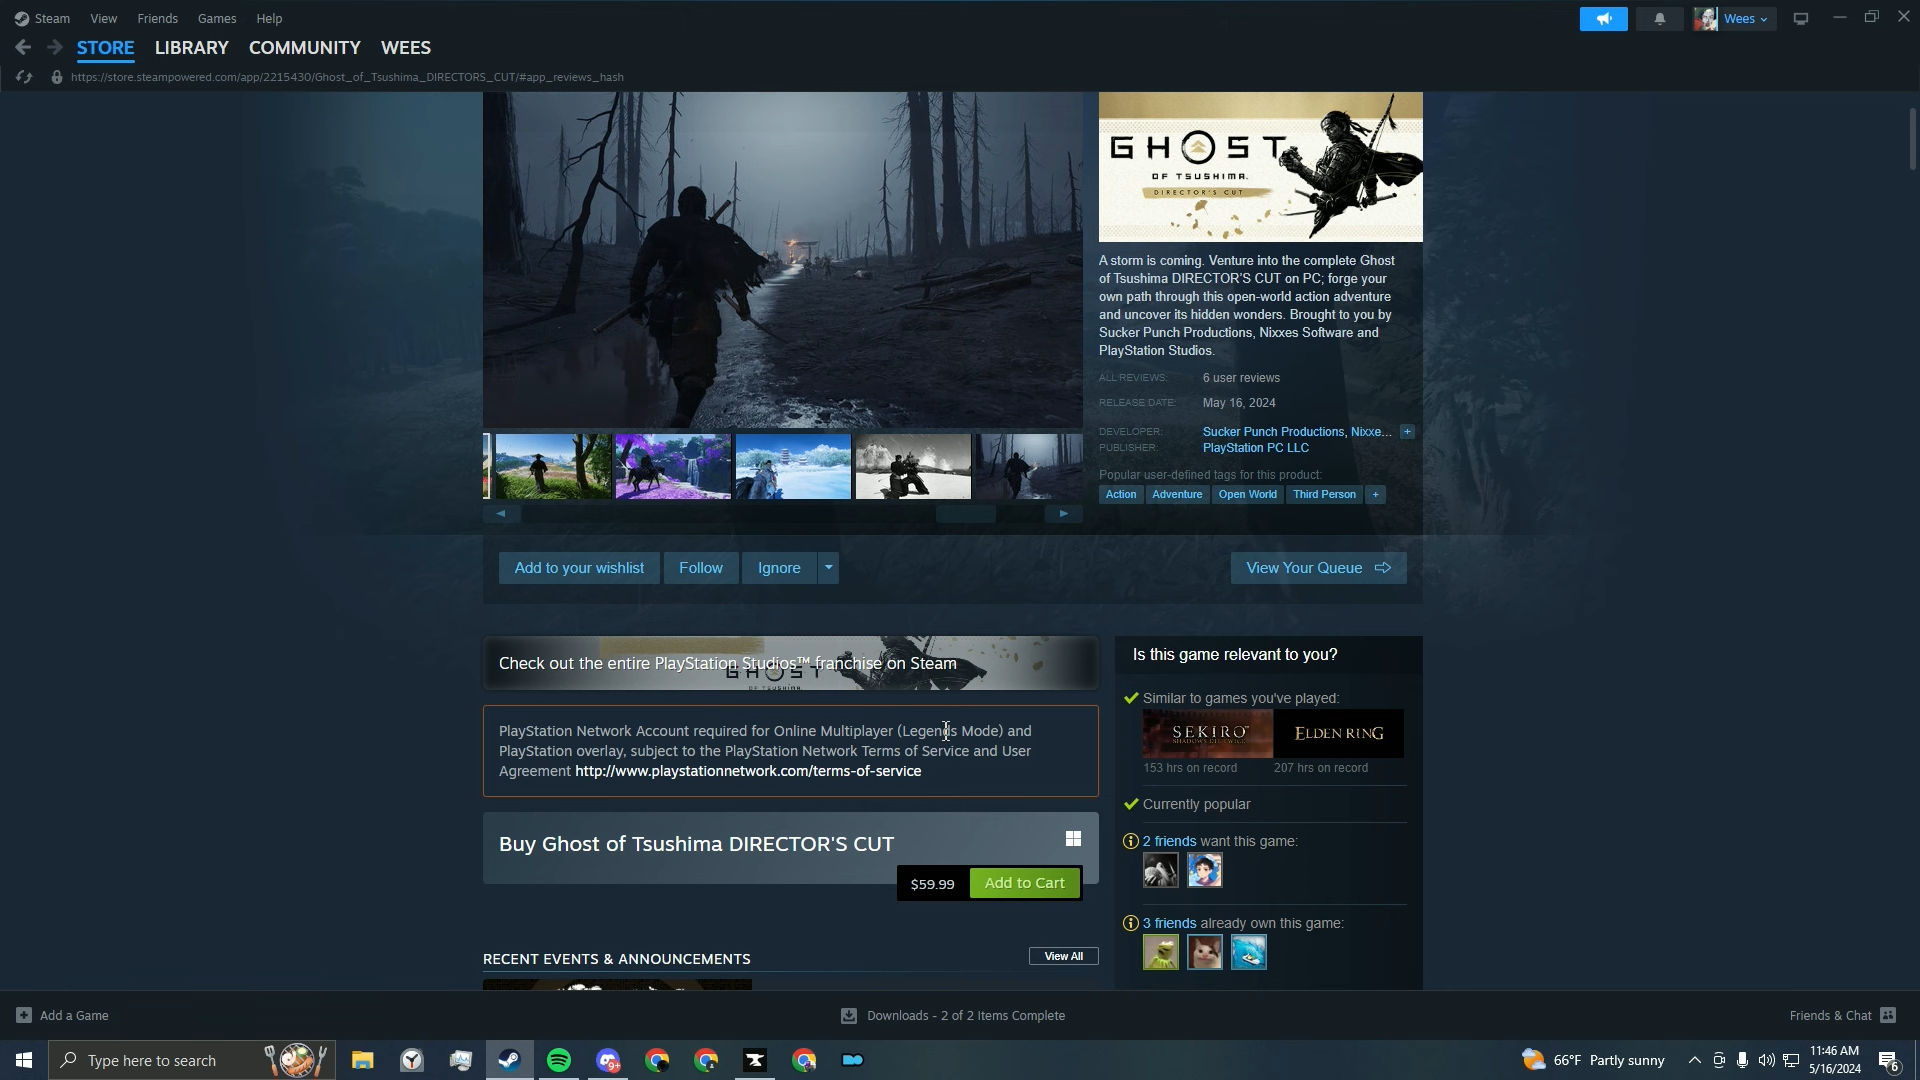 Steam View Friends Games Help
Wees
STORE LIBRARY COMMUNITY WEES
https://store.steampowered.com/app/2215430/Ghost_of_Tsushima_DIRECTORS_CUT/#app_reviews_hash
GHOST
OF TSUSHIMA.
DIRECTOR'S CUT
A storm is coming. Venture into the complete Ghost
of Tsushima DIRECTOR'S CUT on PC; forge your
own path through this open-world action adventure
and uncover its hidden wonders. Brought to you by
Sucker Punch Productions, Nixxes Software and
PlayStation Studios.
ALL REVIEWS: 6 user reviews
RELEASE DATE: May 16, 2024
DEVELOPER: Sucker Punch Productions, Nixxe... +
PUBLISHER: PlayStation PC LLC
Popular user-defined tags for this product:
Action Adventure Open World Third Person +
Add to your wishlist Follow Ignore
View Your Queue
Check out the entire PlayStation Studios™ franchise on Steam
GHOST
OF TSUSHIMA
PlayStation Network Account required for Online Multiplayer (Legends Mode) and
PlayStation overlay, subject to the PlayStation Network Terms of Service and User
Agreement http://www.playstationnetwork.com/terms-of-service
Buy Ghost of Tsushima DIRECTOR'S CUT
$59.99 Add to Cart
RECENT EVENTS & ANNOUNCEMENTS View All
Is this game relevant to you?
Similar to games you've played:
SEKIRO
SHADOWS DIE TWICE
ELDEN RING
153 hrs on record 207 hrs on record
Currently popular
2 friends want this game:
3 friends already own this game:
Add a Game
Downloads - 2 of 2 Items Complete
Friends & Chat
Type here to search
9+
66°F Partly sunny
11:46 AM
5/16/2024
6